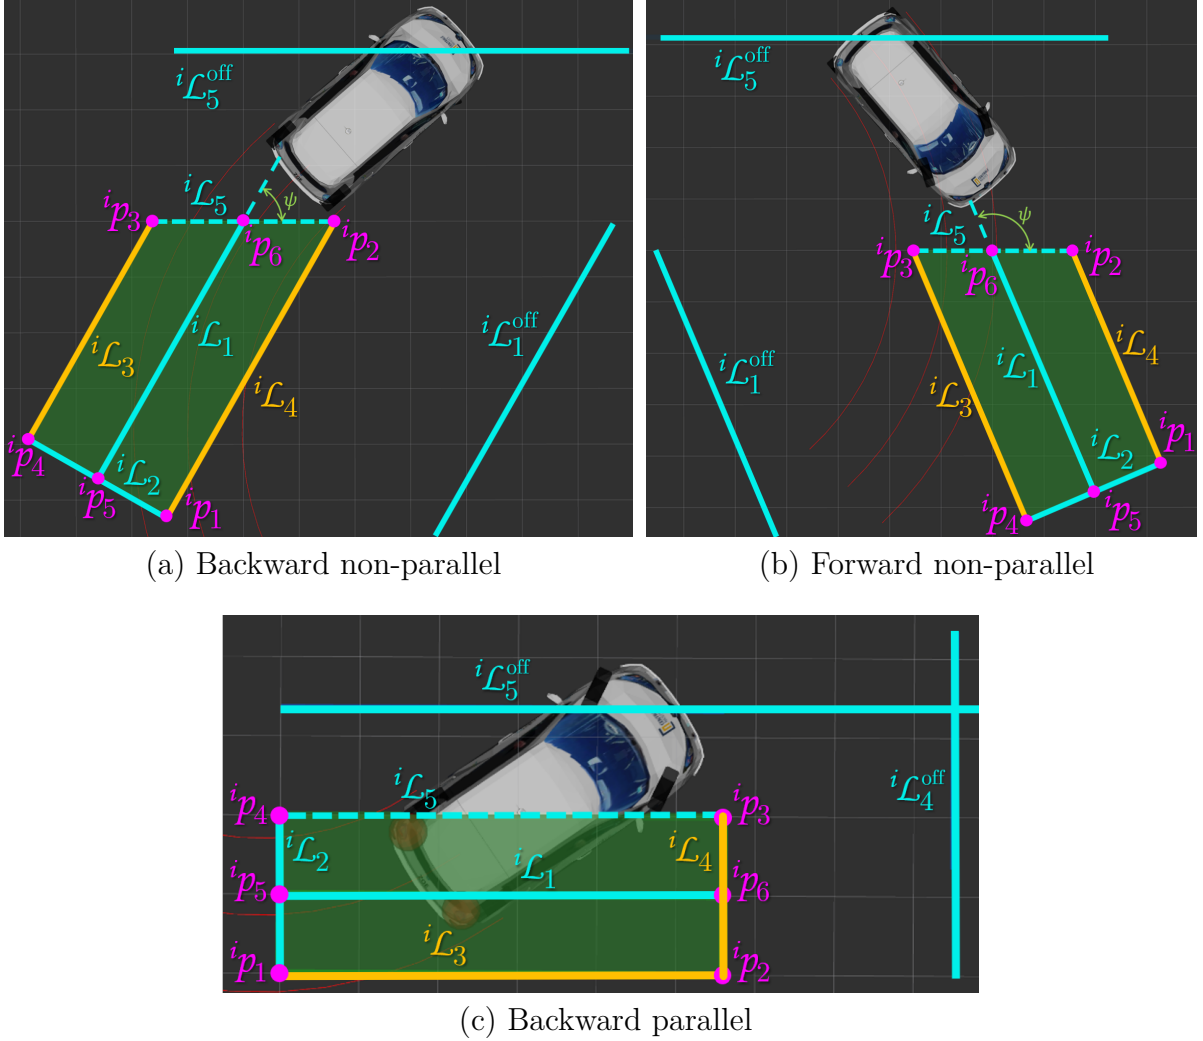 ⁱℒ₅ᵒᶠᶠ
ⁱℒ₅
ψ
ⁱp₃
ⁱp₆
ⁱp₂
ⁱℒ₁
ⁱℒ₁ᵒᶠᶠ
ⁱℒ₃
ⁱℒ₄
ⁱp₄
ⁱℒ₂
ⁱp₅
ⁱp₁
(a) Backward non-parallel
ⁱℒ₅ᵒᶠᶠ
ⁱℒ₅
ψ
ⁱp₃
ⁱp₆
ⁱp₂
ⁱℒ₁ᵒᶠᶠ
ⁱℒ₃
ⁱℒ₁
ⁱℒ₄
ⁱℒ₂
ⁱp₁
ⁱp₄
ⁱp₅
(b) Forward non-parallel
ⁱℒ₅ᵒᶠᶠ
ⁱℒ₅
ⁱℒ₄ᵒᶠᶠ
ⁱp₄
ⁱp₃
ⁱℒ₂
ⁱℒ₁
ⁱℒ₄
ⁱp₅
ⁱp₆
ⁱℒ₃
ⁱp₁
ⁱp₂
(c) Backward parallel